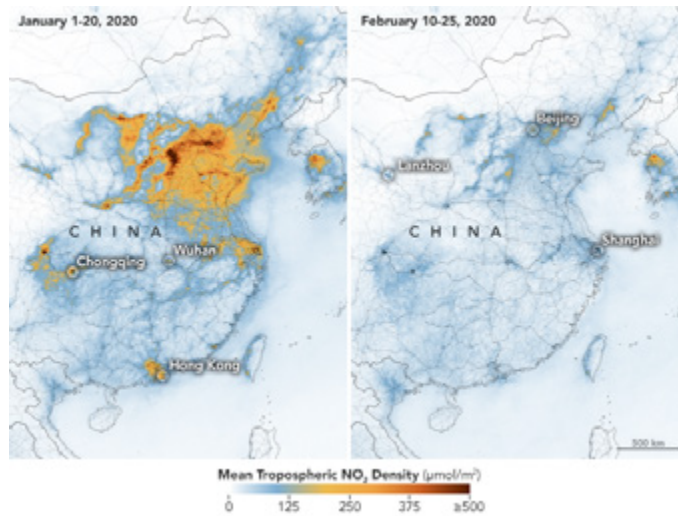 January 1-20, 2020
February 10-25, 2020
Beijing
Lanzhou
CHINA
CHINA
Wuhan
Shanghai
Chongqing
Hong Kong
500 km
Mean Tropospheric NO₂ Density (µmol/m²)
0 125 250 375 ≥500